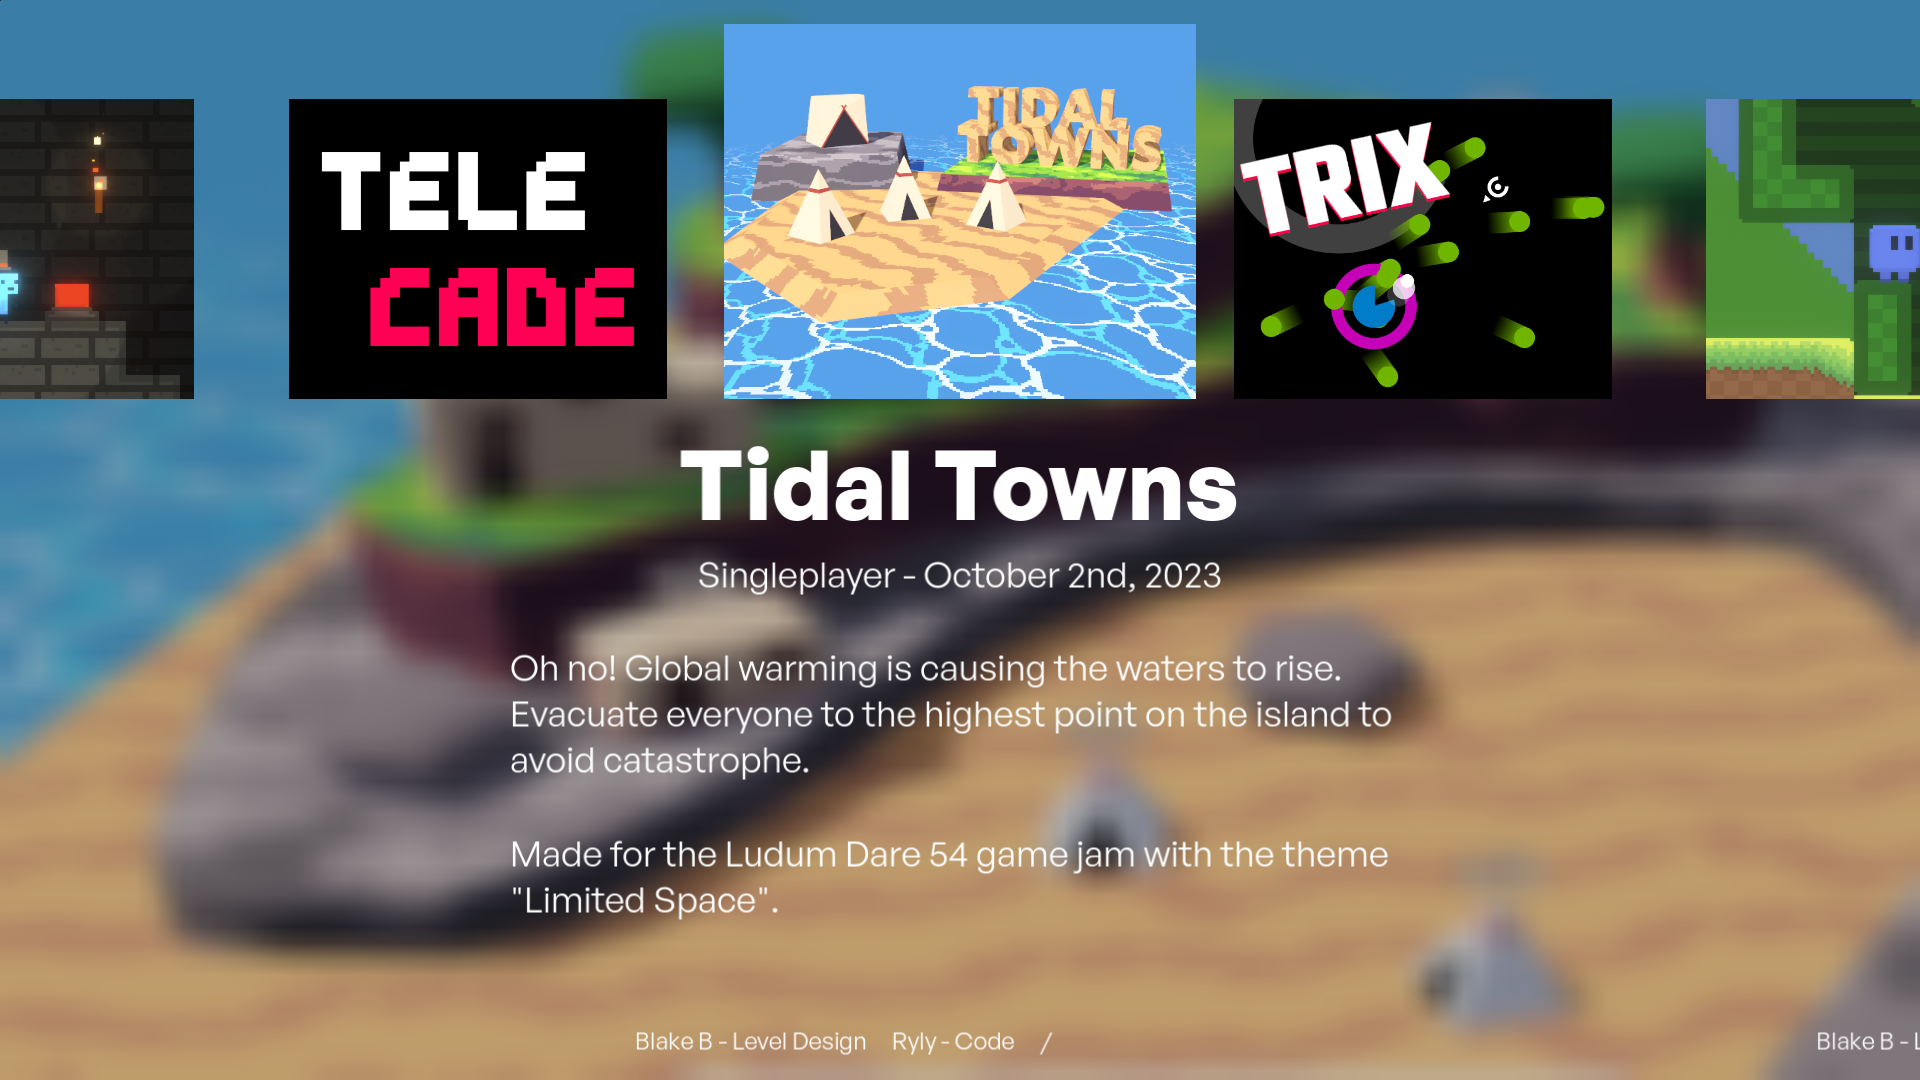 TELE
CADE
TIDAL
TOWNS
TRIX
Tidal Towns
Singleplayer - October 2nd, 2023
Oh no! Global warming is causing the waters to rise.
Evacuate everyone to the highest point on the island to
avoid catastrophe.
Made for the Ludum Dare 54 game jam with the theme
"Limited Space".
Blake B - Level Design Ryly - Code / Blake B - L